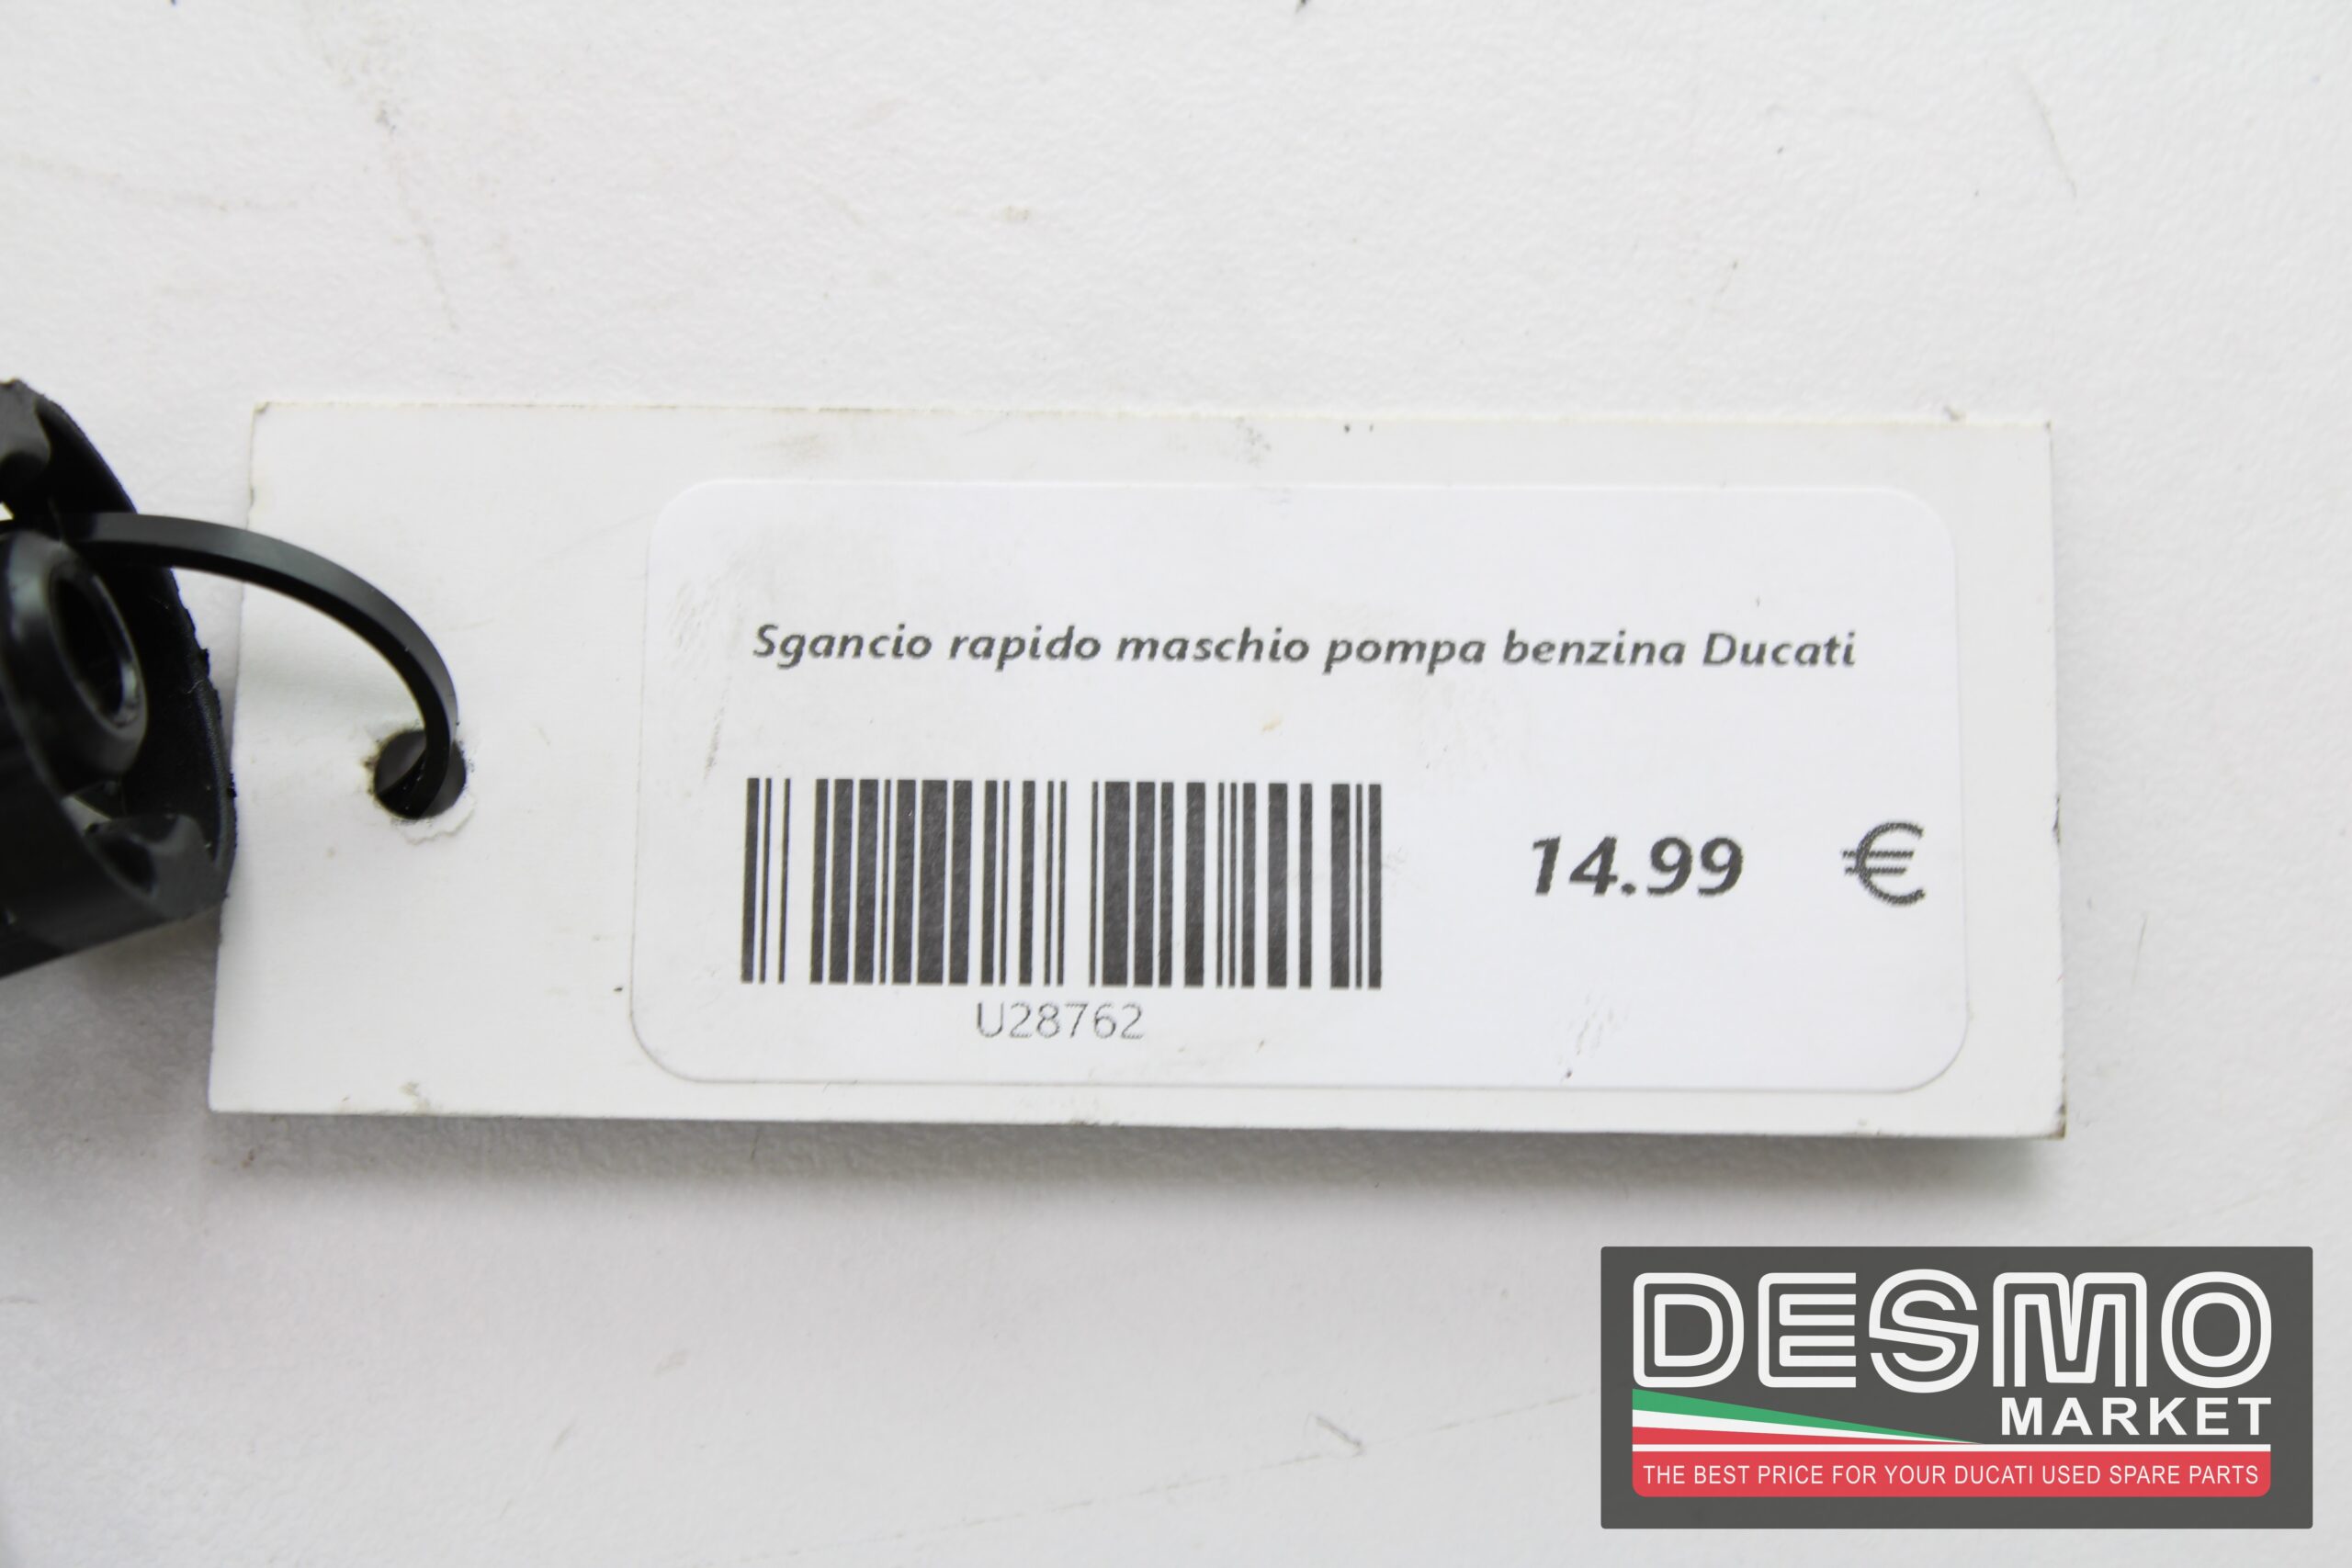 Sgancio rapido maschio pompa benzina Ducati
14.99 €
U28762
DESMO
MARKET
THE BEST PRICE FOR YOUR DUCATI USED SPARE PARTS